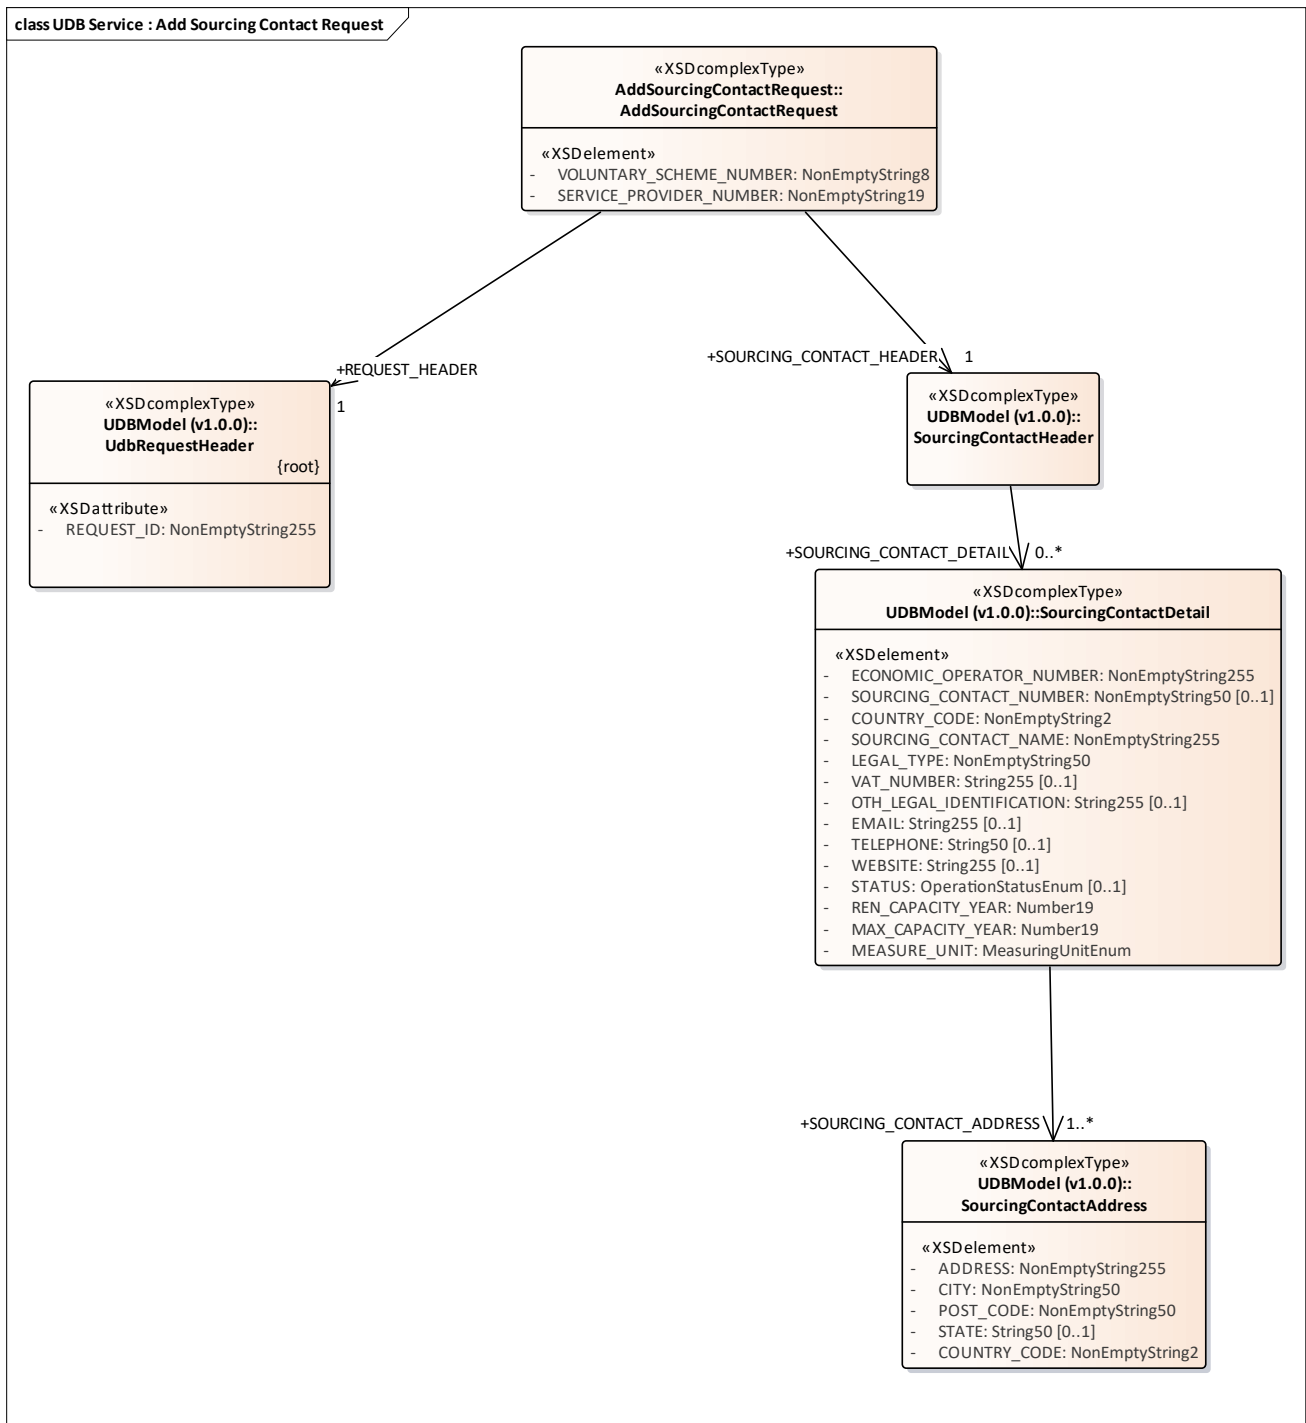 class UDB Service : Add Sourcing Contact Request
«XSDcomplexType»
AddSourcingContactRequest::
AddSourcingContactRequest
«XSDelement»
- VOLUNTARY_SCHEME_NUMBER: NonEmptyString8
- SERVICE_PROVIDER_NUMBER: NonEmptyString19
+REQUEST_HEADER
1
+SOURCING_CONTACT_HEADER
1
«XSDcomplexType»
UDBModel (v1.0.0)::
UdbRequestHeader
{root}
«XSDattribute»
- REQUEST_ID: NonEmptyString255
«XSDcomplexType»
UDBModel (v1.0.0)::
SourcingContactHeader
+SOURCING_CONTACT_DETAIL
0..*
«XSDcomplexType»
UDBModel (v1.0.0)::SourcingContactDetail
«XSDelement»
- ECONOMIC_OPERATOR_NUMBER: NonEmptyString255
- SOURCING_CONTACT_NUMBER: NonEmptyString50 [0..1]
- COUNTRY_CODE: NonEmptyString2
- SOURCING_CONTACT_NAME: NonEmptyString255
- LEGAL_TYPE: NonEmptyString50
- VAT_NUMBER: String255 [0..1]
- OTH_LEGAL_IDENTIFICATION: String255 [0..1]
- EMAIL: String255 [0..1]
- TELEPHONE: String50 [0..1]
- WEBSITE: String255 [0..1]
- STATUS: OperationStatusEnum [0..1]
- REN_CAPACITY_YEAR: Number19
- MAX_CAPACITY_YEAR: Number19
- MEASURE_UNIT: MeasuringUnitEnum
+SOURCING_CONTACT_ADDRESS
1..*
«XSDcomplexType»
UDBModel (v1.0.0)::
SourcingContactAddress
«XSDelement»
- ADDRESS: NonEmptyString255
- CITY: NonEmptyString50
- POST_CODE: NonEmptyString50
- STATE: String50 [0..1]
- COUNTRY_CODE: NonEmptyString2